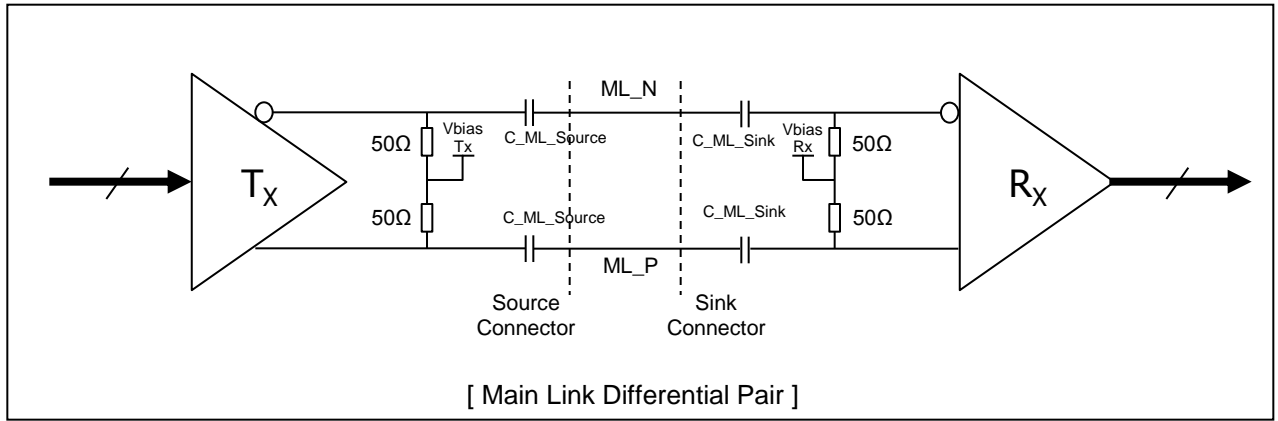 ML_N
Vbias
Tx
C_ML_Source
C_ML_Sink
Vbias
Rx
50Ω
50Ω
TX
RX
50Ω
C_ML_Source
C_ML_Sink
50Ω
ML_P
Source
Connector
Sink
Connector
[ Main Link Differential Pair ]